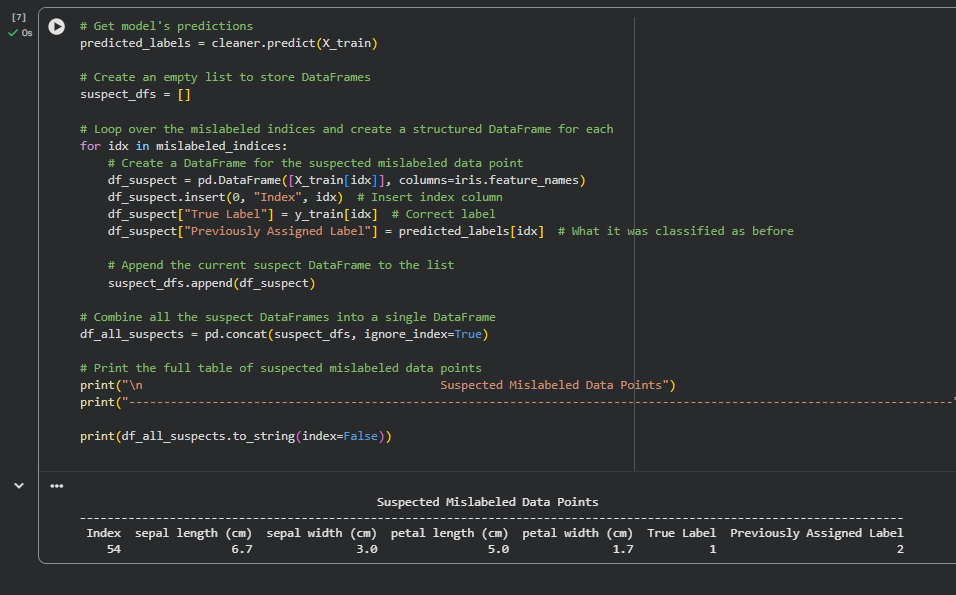 [7]
0s
# Get model's predictions
predicted_labels = cleaner.predict(X_train)
# Create an empty list to store DataFrames
suspect_dfs = []
# Loop over the mislabeled indices and create a structured DataFrame for each
for idx in mislabeled_indices:
    # Create a DataFrame for the suspected mislabeled data point
    df_suspect = pd.DataFrame([X_train[idx]], columns=iris.feature_names)
    df_suspect.insert(0, "Index", idx)  # Insert index column
    df_suspect["True Label"] = y_train[idx]  # Correct label
    df_suspect["Previously Assigned Label"] = predicted_labels[idx]  # What it was classified as before
    # Append the current suspect DataFrame to the list
    suspect_dfs.append(df_suspect)
# Combine all the suspect DataFrames into a single DataFrame
df_all_suspects = pd.concat(suspect_dfs, ignore_index=True)
# Print the full table of suspected mislabeled data points
print("\n                                           Suspected Mislabeled Data Points")
print("------------------------------------------------------------------------------------------------------------------------"
print(df_all_suspects.to_string(index=False))
Suspected Mislabeled Data Points
------------------------------------------------------------------------------------------------------------------------
Index  sepal length (cm)  sepal width (cm)  petal length (cm)  petal width (cm)  True Label  Previously Assigned Label
54  6.7  3.0  5.0  1.7  1  2